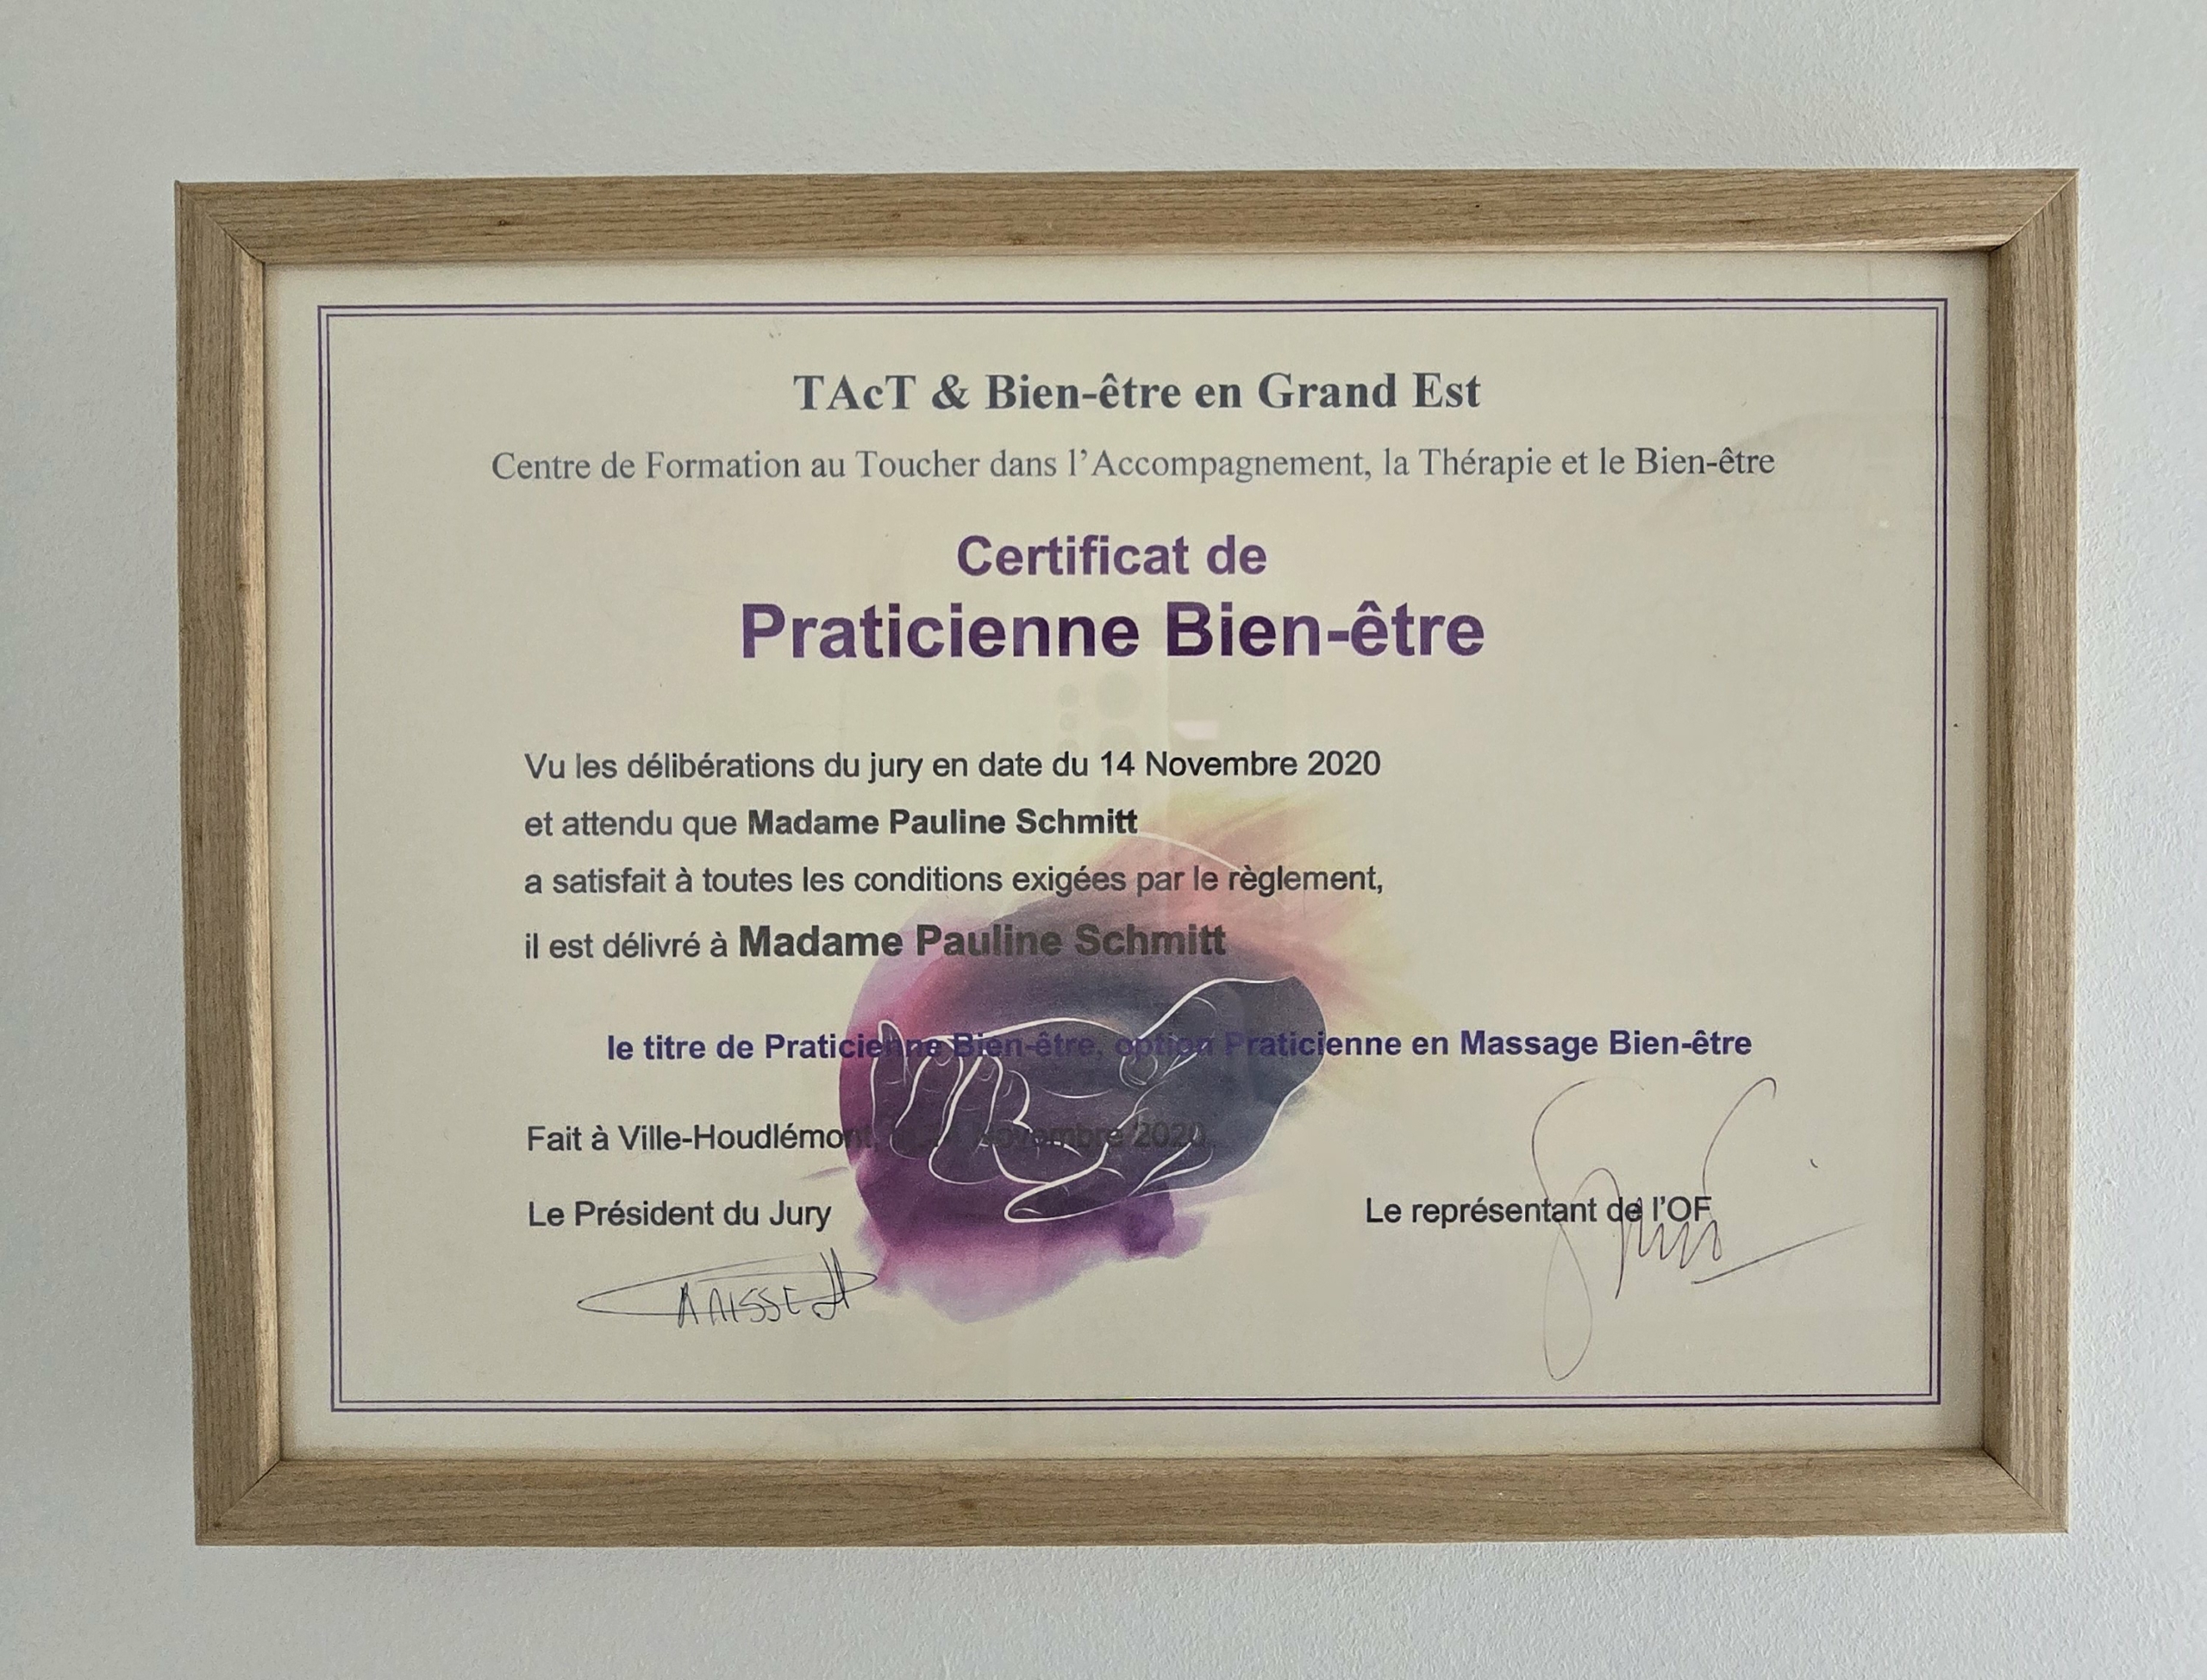 TAcT & Bien-être en Grand Est
Centre de Formation au Toucher dans l'Accompagnement, la Thérapie et le Bien-être
Certificat de
Praticienne Bien-être
Vu les délibérations du jury en date du 14 Novembre 2020
et attendu que Madame Pauline Schmitt
a satisfait à toutes les conditions exigées par le règlement,
il est délivré à Madame Pauline Schmitt
le titre de Praticienne Bien-être, option Praticienne en Massage Bien-être
Fait à Ville-Houdlémont, Novembre 2020
Le Président du Jury
Le représentant de l'OF